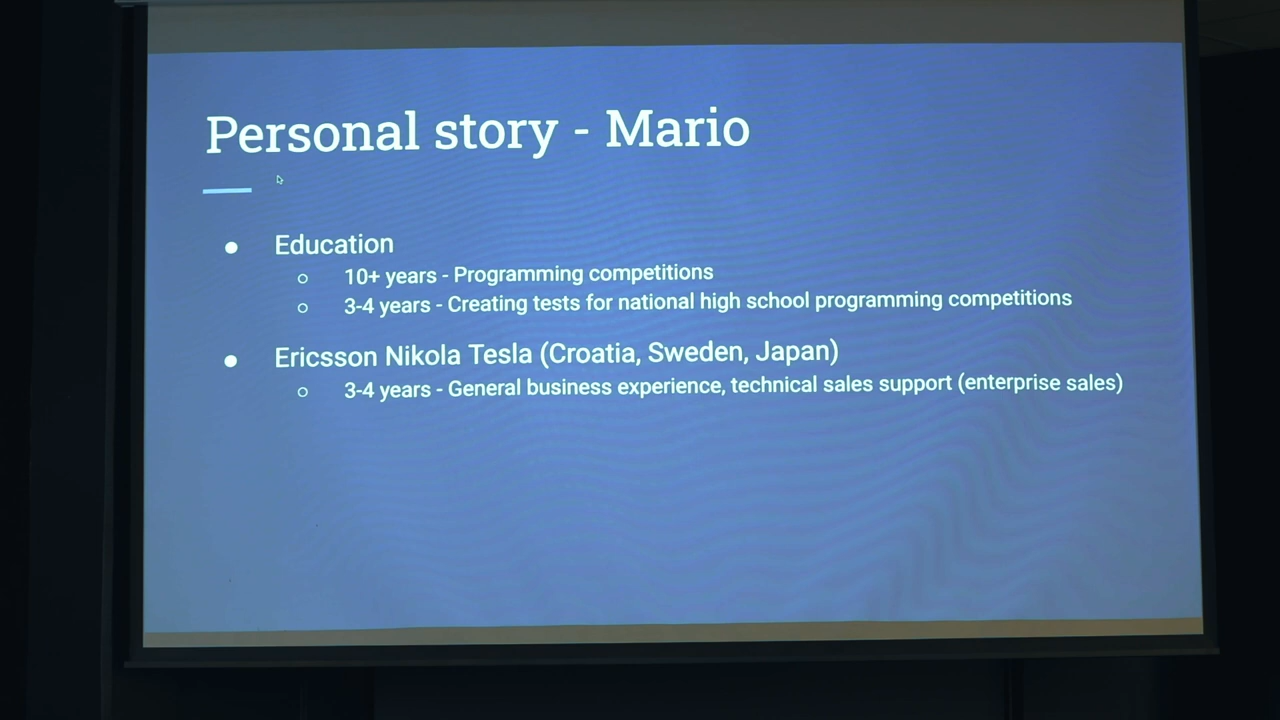 Personal story - Mario
● Education
○ 10+ years - Programming competitions
○ 3-4 years - Creating tests for national high school programming competitions
● Ericsson Nikola Tesla (Croatia, Sweden, Japan)
○ 3-4 years - General business experience, technical sales support (enterprise sales)